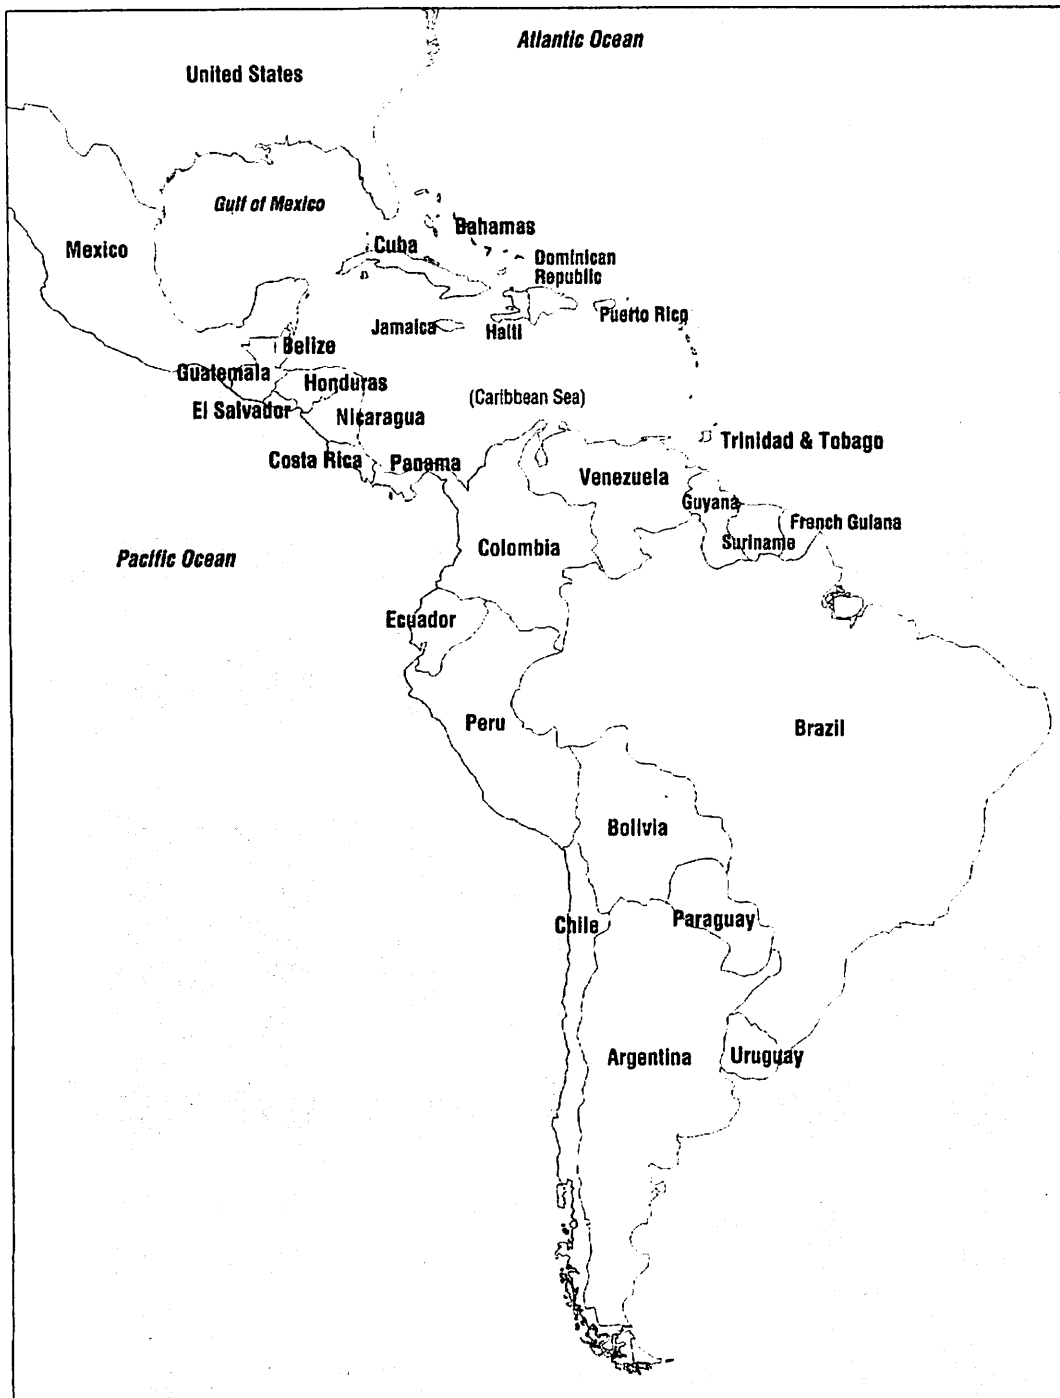 Atlantic Ocean
United States
Gulf of Mexico
Mexico
Bahamas
Cuba
Dominican
Republic
Puerto Rico
Jamaica
Haiti
Belize
Guatemala
Honduras
El Salvador
(Caribbean Sea)
Nicaragua
Trinidad & Tobago
Costa Rica
Panama
Venezuela
Guyana
French Guiana
Suriname
Colombia
Pacific Ocean
Ecuador
Peru
Brazil
Bolivia
Chile
Paraguay
Argentina
Uruguay